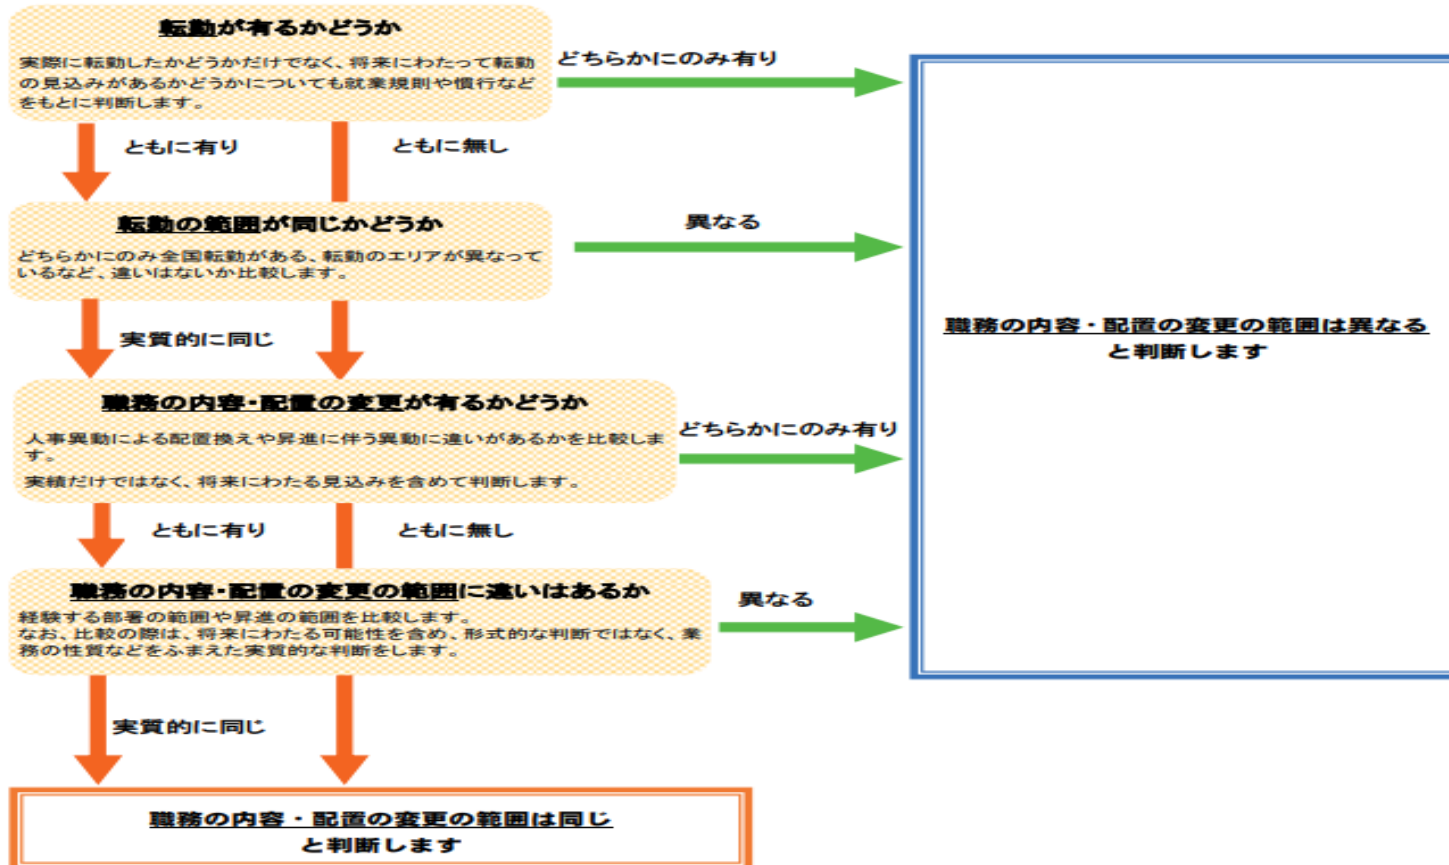 転勤が有るかどうか
実際に転勤したかどうかだけでなく、将来にわたって転勤
の見込みがあるかどうかについても就業規則や慣行など
をもとに判断します。
どちらかにのみ有り
ともに有り
ともに無し
転勤の範囲が同じかどうか
どちらかにのみ全国転勤がある、転勤のエリアが異なって
いるなど、違いはないか比較します。
異なる
実質的に同じ
職務の内容・配置の変更の範囲は異なる
と判断します
職務の内容・配置の変更が有るかどうか
人事異動による配置換えや昇進に伴う異動に違いがあるかを比較しま
す。
実績だけではなく、将来にわたる見込みを含めて判断します。
どちらかにのみ有り
ともに有り
ともに無し
職務の内容・配置の変更の範囲に違いはあるか
経験する部署の範囲や昇進の範囲を比較します。
なお、比較の際は、将来にわたる可能性を含め、形式的な判断ではなく、業
務の性質などをふまえた実質的な判断をします。
異なる
実質的に同じ
職務の内容・配置の変更の範囲は同じ
と判断します